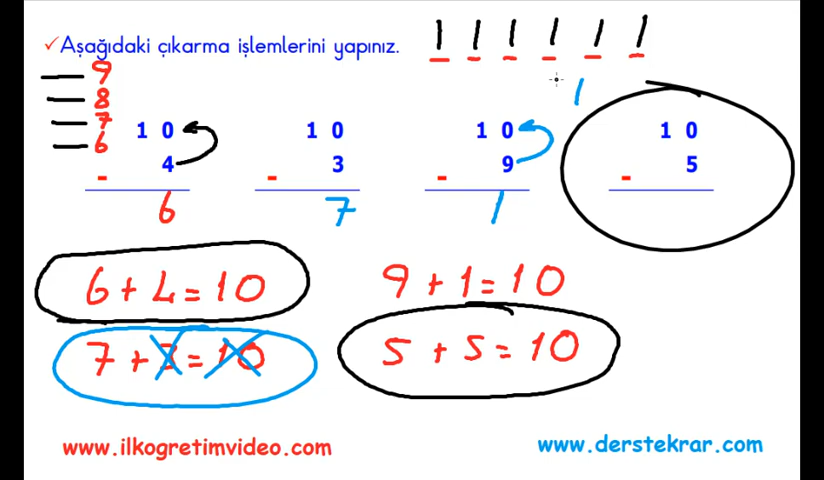 ✓Aşağıdaki çıkarma işlemlerini yapınız.
1 1 1 1 1 1
9
8
7
6
1
10 10 10 10
- 4 - 3 - 9 - 5
6 7 1
6 + 4 = 10 9 + 1 = 10
7 + 3 = 10 5 + 5 = 10
www.ilkogretimvideo.com www.derstekrar.com